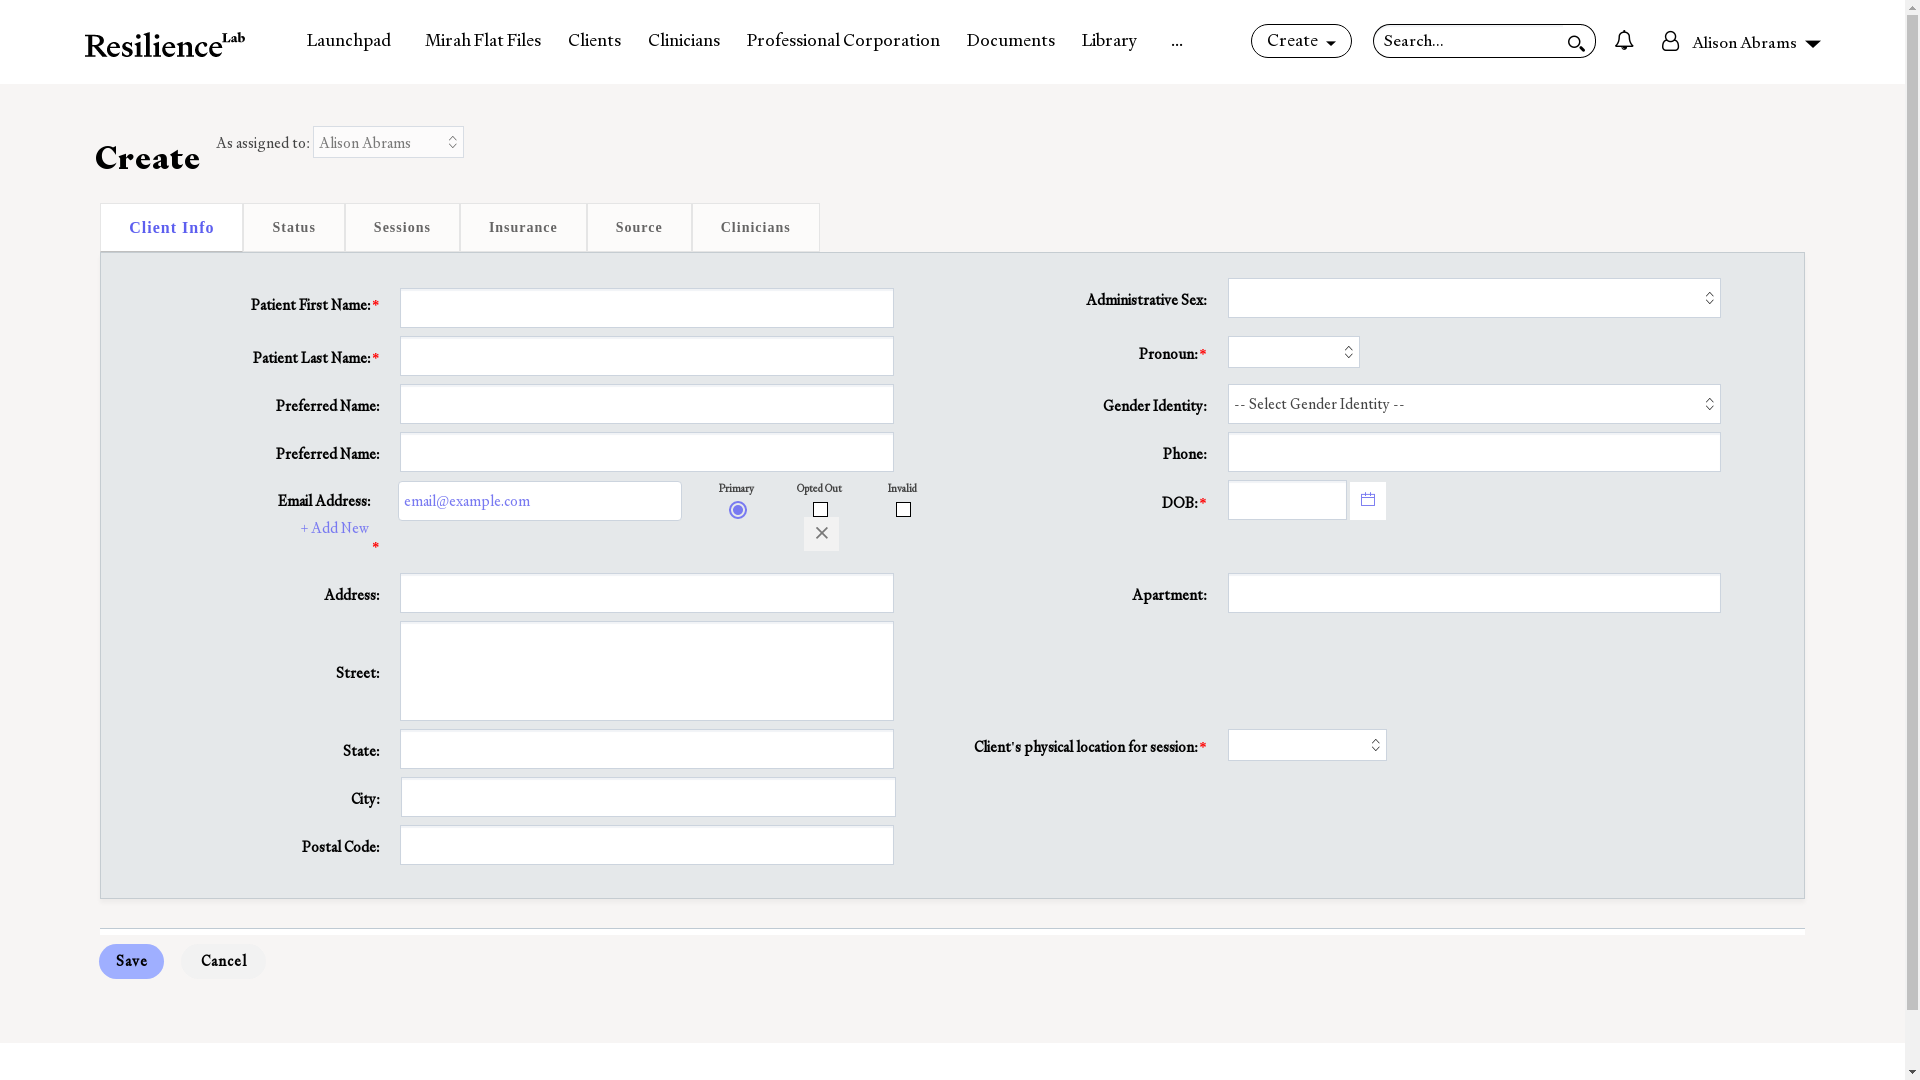 Resilience Lab
Launchpad
Mirah Flat Files
Clients
Clinicians
Professional Corporation
Documents
Library
...
Create
Search...
Alison Abrams
Create
As assigned to: Alison Abrams
Client Info
Status
Sessions
Insurance
Source
Clinicians
Patient First Name:*
Administrative Sex:
Patient Last Name:*
Pronoun:*
Preferred Name:
Gender Identity: -- Select Gender Identity --
Preferred Name:
Phone:
Email Address: email@example.com
Primary
Opted Out
Invalid
+ Add New
*
DOB:*
Address:
Apartment:
Street:
State:
Client's physical location for session:*
City:
Postal Code:
Save
Cancel